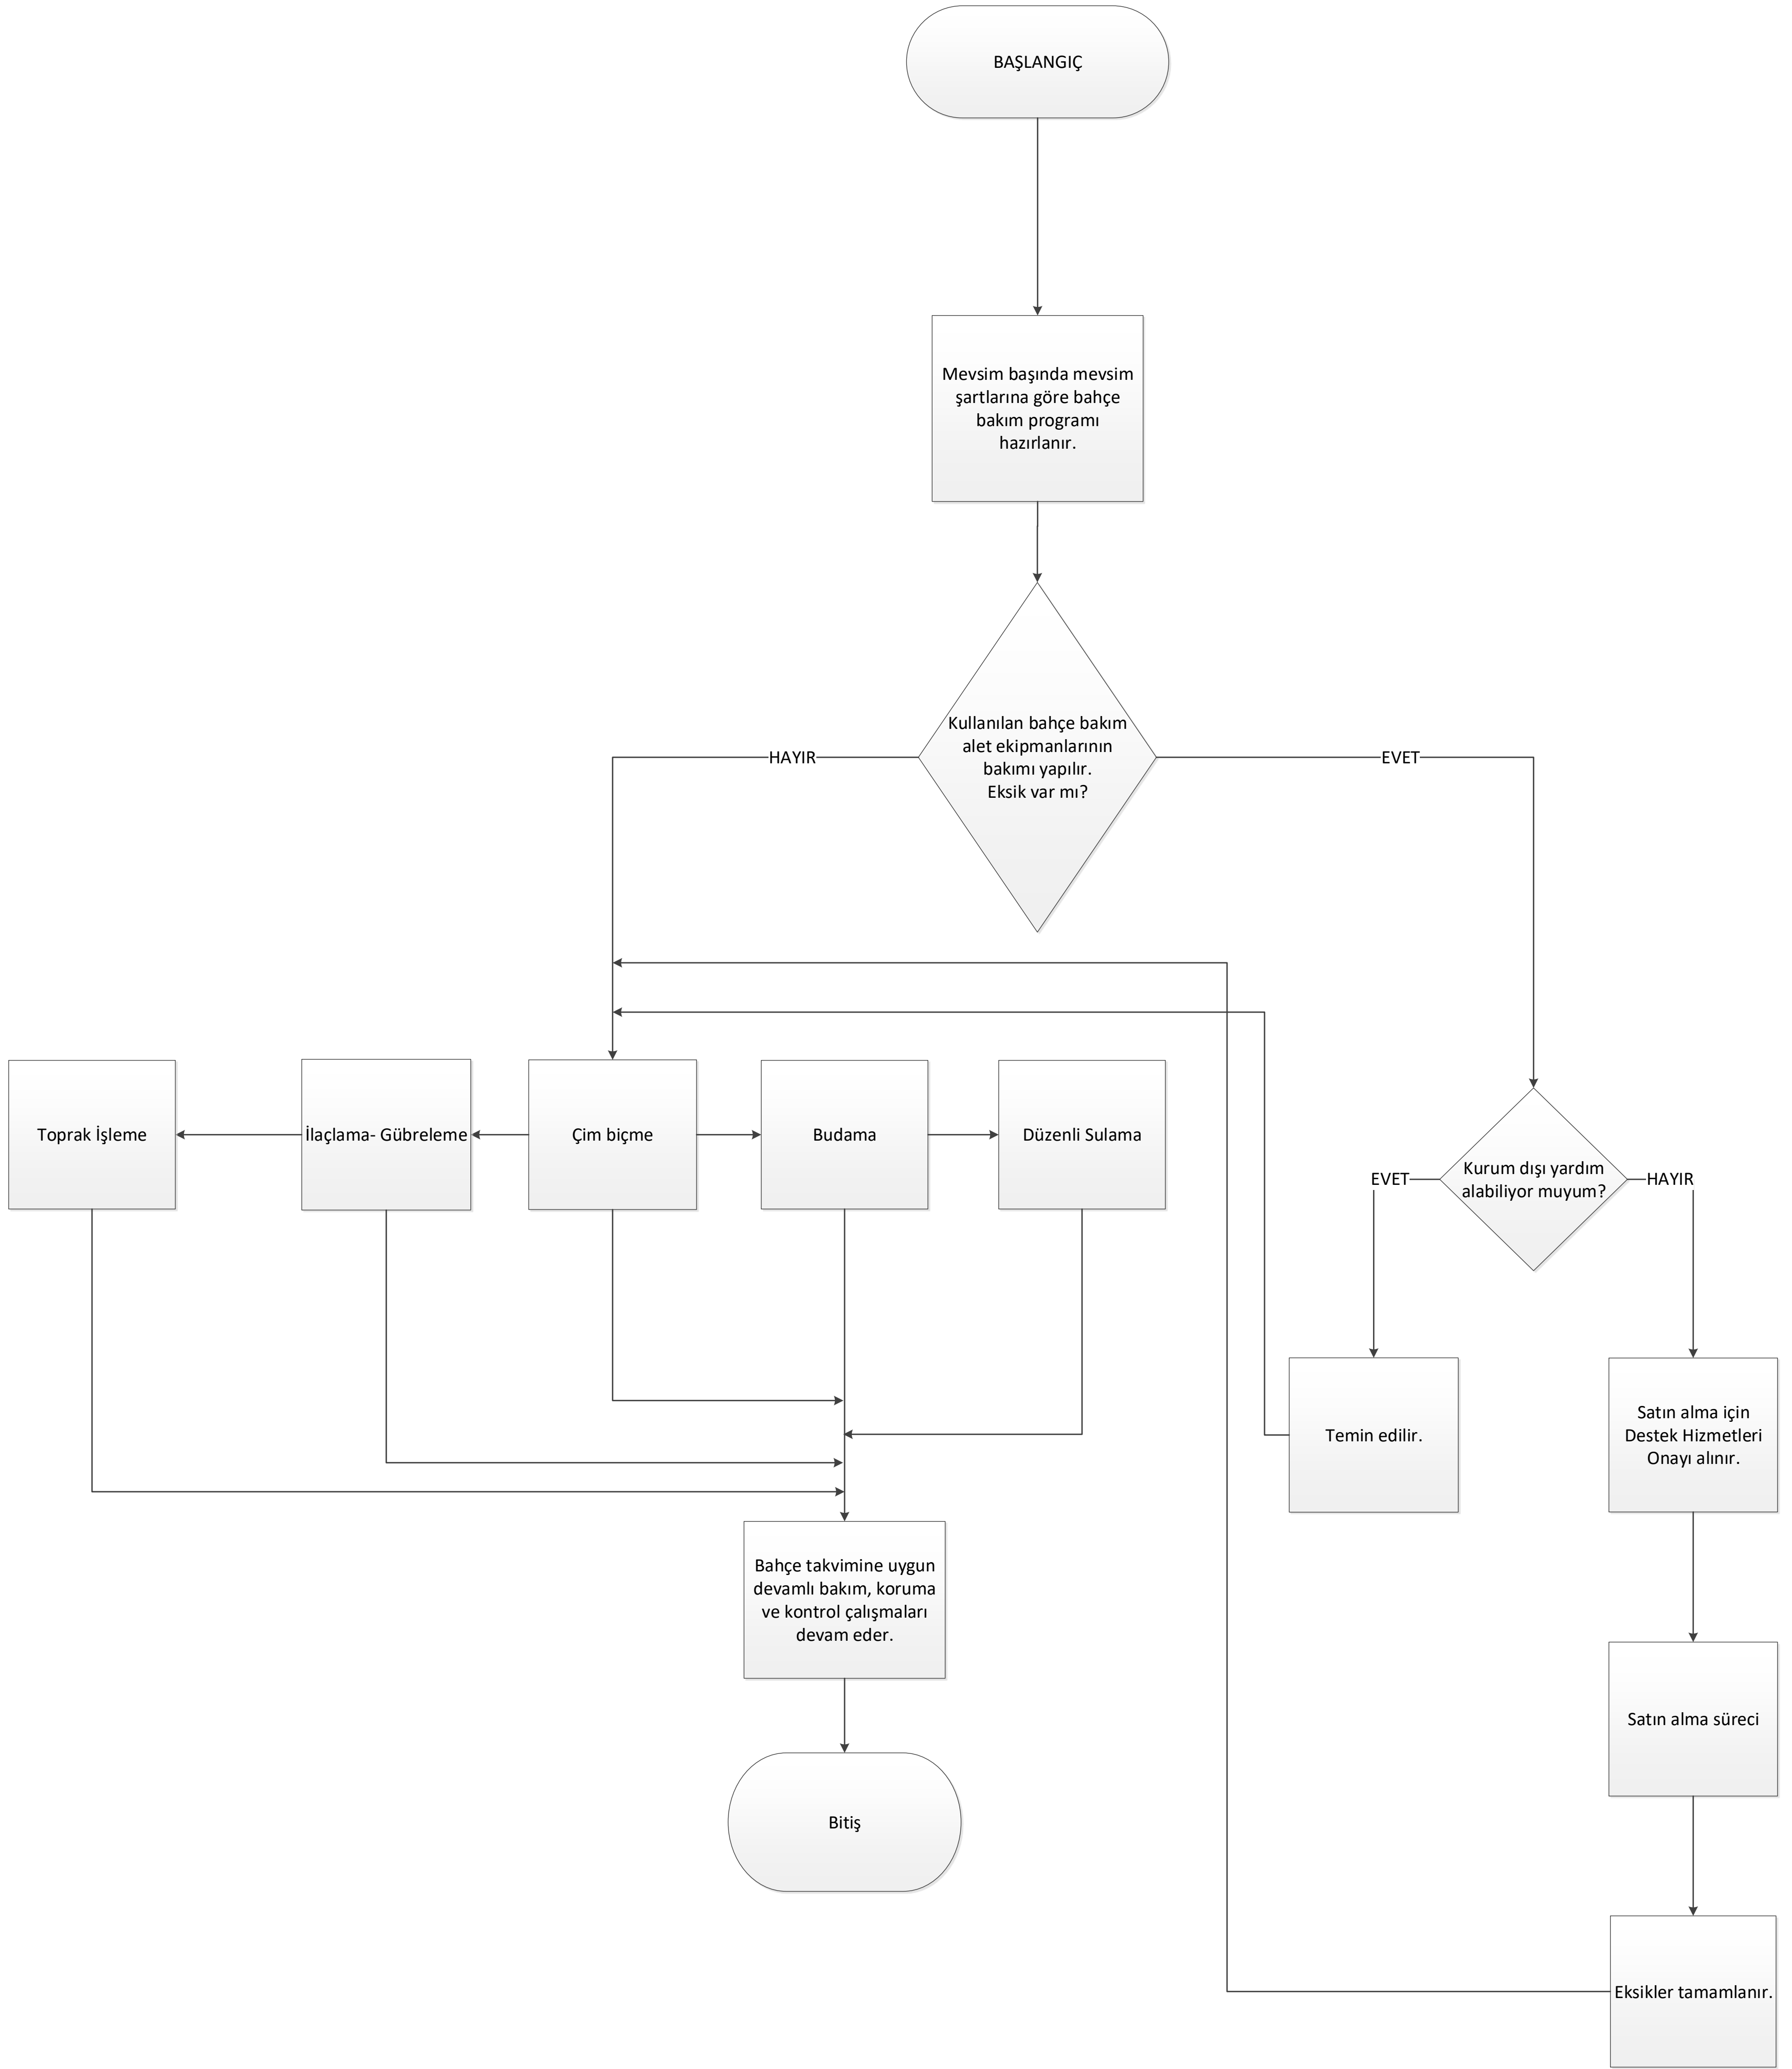 BAŞLANGIÇ
Mevsim başında mevsim
şartlarına göre bahçe
bakım programı
hazırlanır.
Kullanılan bahçe bakım
alet ekipmanlarının
bakımı yapılır.
Eksik var mı?
HAYIR
EVET
Toprak İşleme
İlaçlama- Gübreleme
Çim biçme
Budama
Düzenli Sulama
Kurum dışı yardım
alabiliyor muyum?
EVET
HAYIR
Temin edilir.
Satın alma için
Destek Hizmetleri
Onayı alınır.
Bahçe takvimine uygun
devamlı bakım, koruma
ve kontrol çalışmaları
devam eder.
Satın alma süreci
Bitiş
Eksikler tamamlanır.